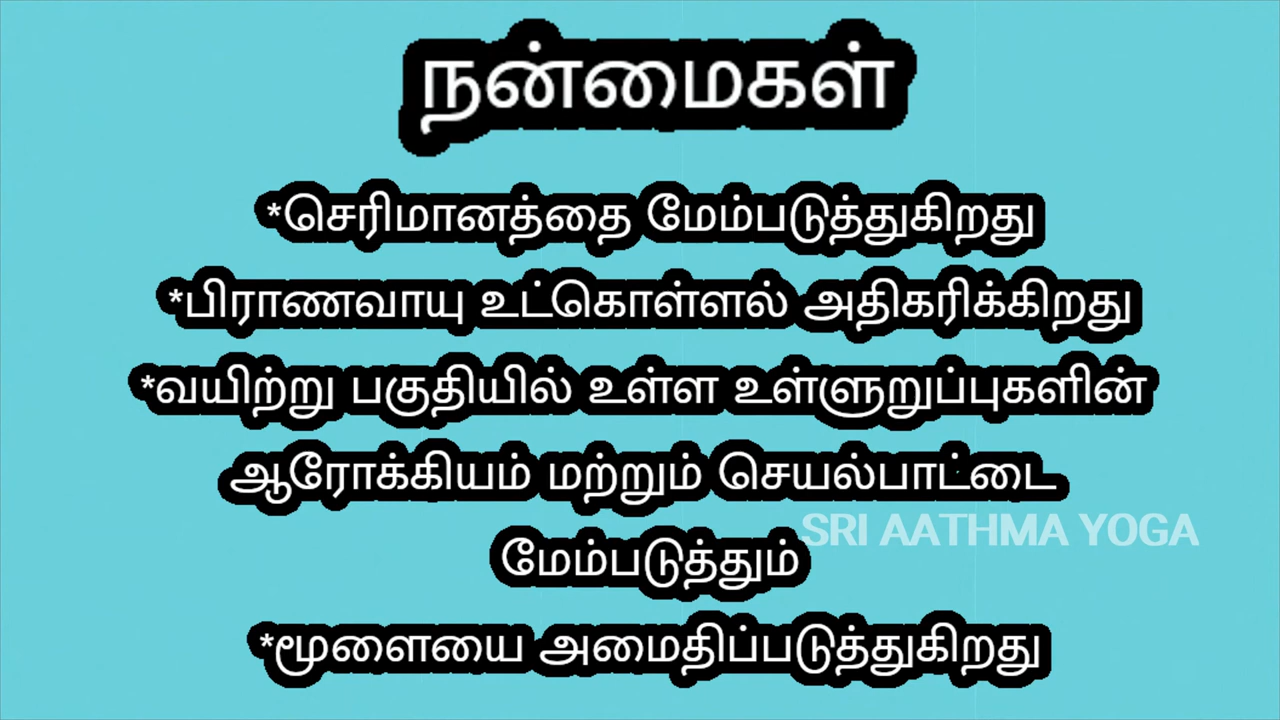 நன்மைகள்
*செரிமானத்தை மேம்படுத்துகிறது
*பிராணவாயு உட்கொள்ளல் அதிகரிக்கிறது
*வயிற்று பகுதியில் உள்ள உள்ளுறுப்புகளின்
ஆரோக்கியம் மற்றும் செயல்பாட்டை
SRI AATHMA YOGA
மேம்படுத்தும்
*மூளையை அமைதிப்படுத்துகிறது